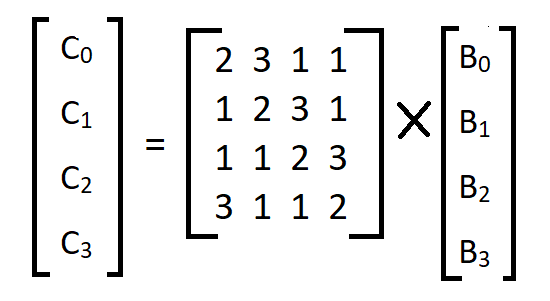 C₀
C₁
C₂
C₃
=
2 3 1 1
1 2 3 1
1 1 2 3
3 1 1 2
×
B₀
B₁
B₂
B₃